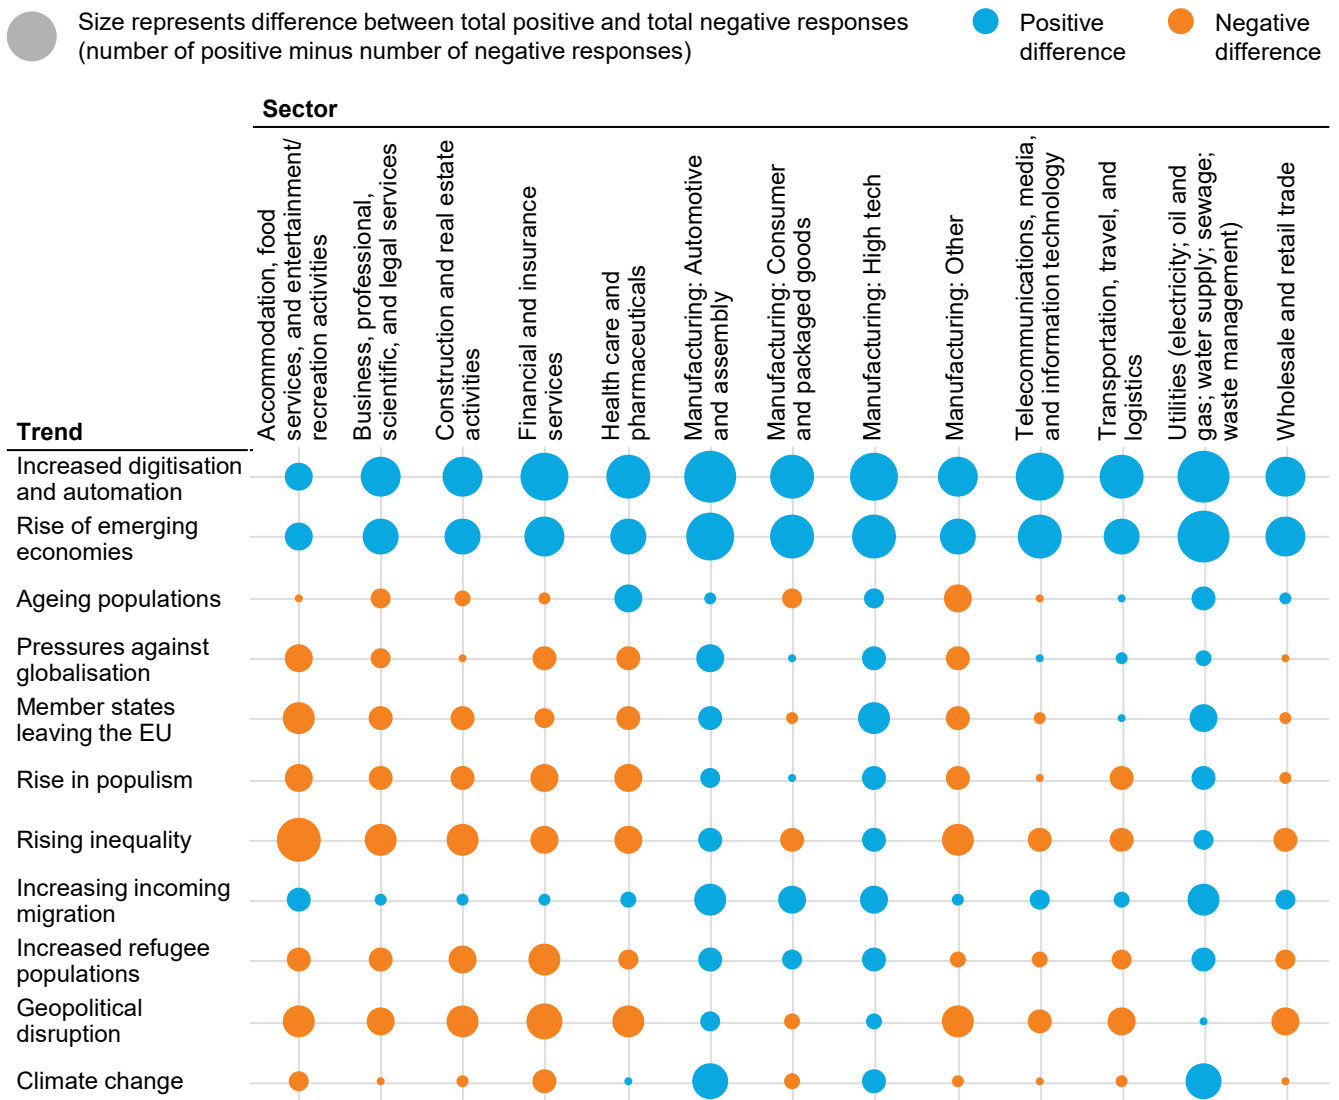 Size represents difference between total positive and total negative responses
(number of positive minus number of negative responses)
Positive
difference
Negative
difference
Sector
Accommodation, food
services, and entertainment/
recreation activities
Business, professional,
scientific, and legal services
Construction and real estate
activities
Financial and insurance
services
Health care and
pharmaceuticals
Manufacturing: Automotive
and assembly
Manufacturing: Consumer
and packaged goods
Manufacturing: High tech
Manufacturing: Other
Telecommunications, media,
and information technology
Transportation, travel, and
logistics
Utilities (electricity; oil and
gas; water supply; sewage;
waste management)
Wholesale and retail trade
Trend
Increased digitisation
and automation
Rise of emerging
economies
Ageing populations
Pressures against
globalisation
Member states
leaving the EU
Rise in populism
Rising inequality
Increasing incoming
migration
Increased refugee
populations
Geopolitical
disruption
Climate change